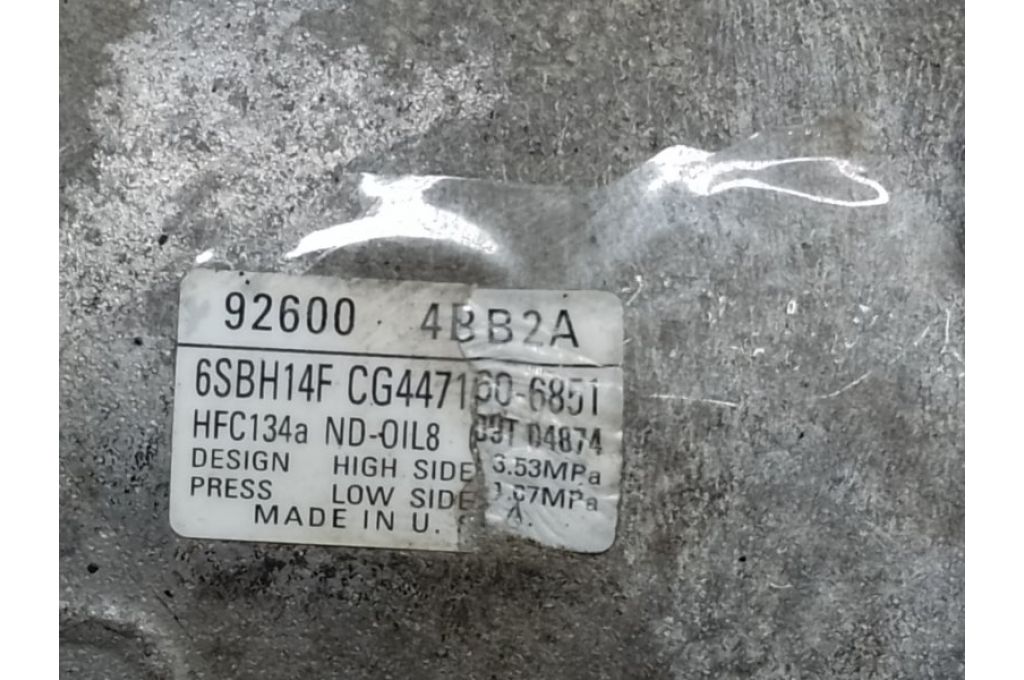 92600 4BB2A
6SBH14F CG447160-6851
HFC134a ND-OIL8 04874
DESIGN HIGH SIDE 3.53MPa
PRESS LOW SIDE
MADE IN U.